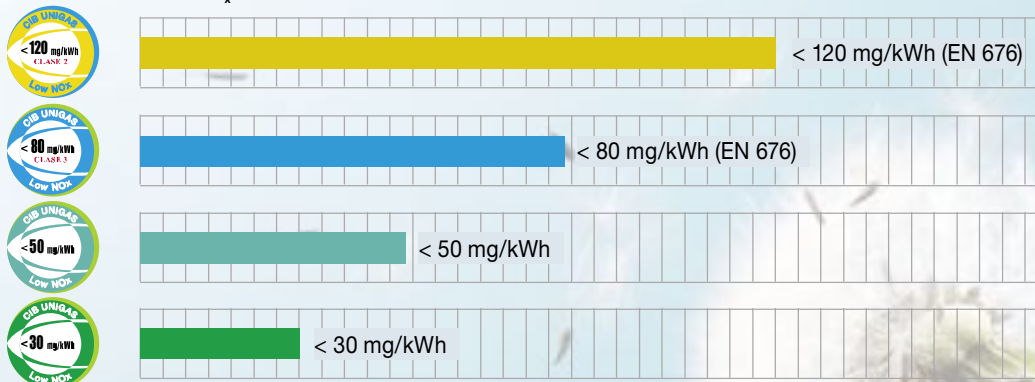 x
CIB UNIGAS
<120 mg/kWh
CLASE 2
Low NOx
< 120 mg/kWh (EN 676)
CIB UNIGAS
< 80 mg/kWh
CLASE 3
Low NOx
< 80 mg/kWh (EN 676)
CIB UNIGAS
<50 mg/kWh
Low NOx
< 50 mg/kWh
CIB UNIGAS
<30 mg/kWh
Low NOx
< 30 mg/kWh